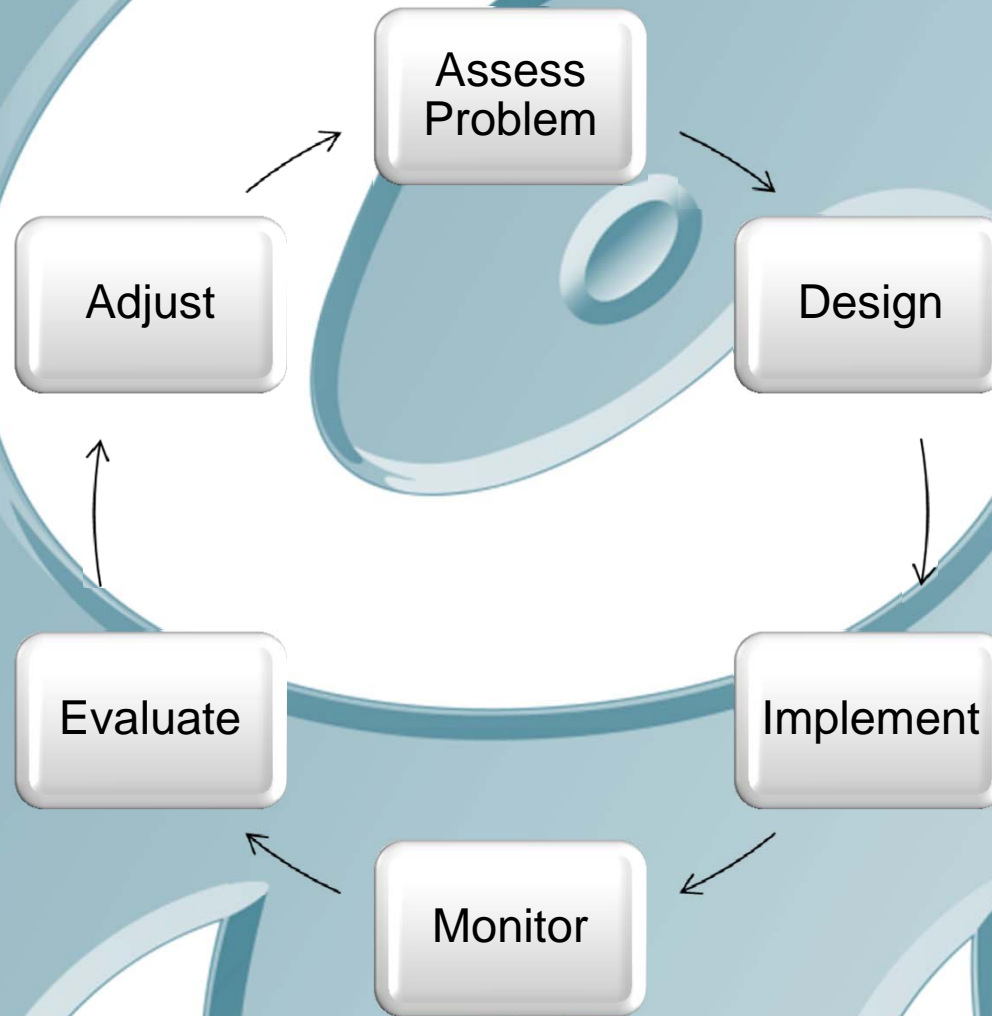 Assess
Problem
Design
Implement
Monitor
Evaluate
Adjust